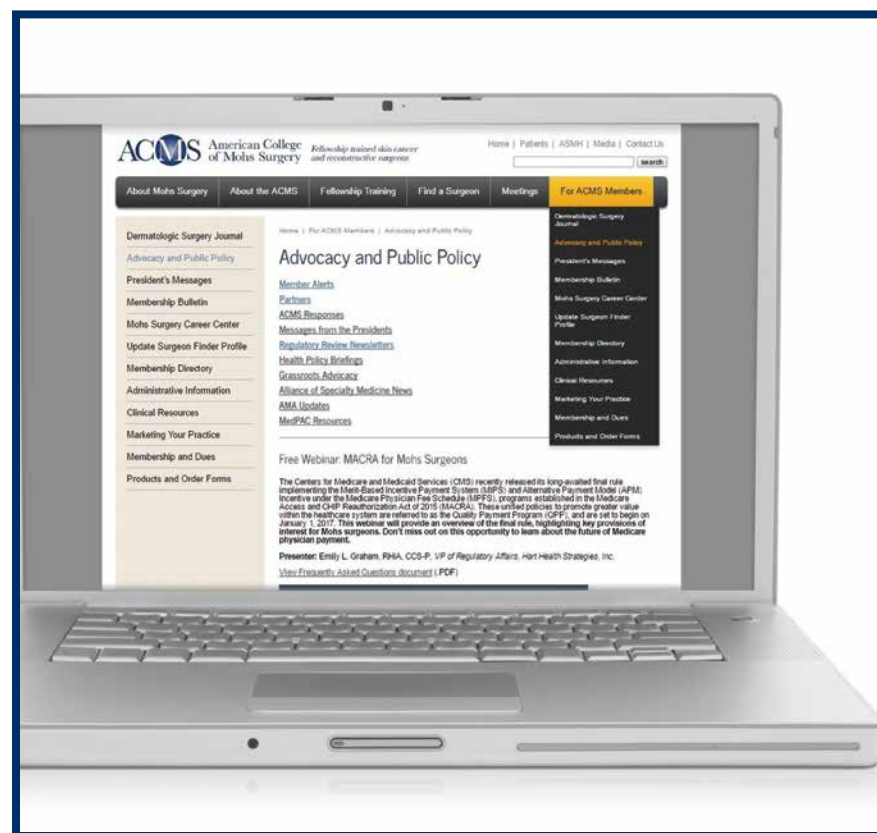 ACMS American College of Mohs Surgery
Fellowship trained skin cancer
and reconstructive surgeons
Home | Patients | ASMH | Media | Contact Us
search
About Mohs Surgery
About the ACMS
Fellowship Training
Find a Surgeon
Meetings
For ACMS Members
Dermatologic Surgery Journal
Advocacy and Public Policy
President's Messages
Membership Bulletin
Mohs Surgery Career Center
Update Surgeon Finder Profile
Membership Directory
Administrative Information
Clinical Resources
Marketing Your Practice
Membership and Dues
Products and Order Forms
Home | For ACMS Members | Advocacy and Public Policy
Advocacy and Public Policy
Member Alerts
Partners
ACMS Responses
Messages from the Presidents
Regulatory Review Newsletters
Health Policy Briefings
Grassroots Advocacy
Alliance of Specialty Medicine News
AMA Updates
MedPAC Resources
Dermatologic Surgery
Journal
Advocacy and Public Policy
President's Messages
Membership Bulletin
Mohs Surgery Career Center
Update Surgeon Finder
Profile
Membership Directory
Administrative Information
Clinical Resources
Marketing Your Practice
Membership and Dues
Products and Order Forms
Free Webinar: MACRA for Mohs Surgeons
The Centers for Medicare and Medicaid Services (CMS) recently released its long-awaited final rule
implementing the Merit-Based Incentive Payment System (MIPS) and Alternative Payment Model (APM)
Incentive under the Medicare Physician Fee Schedule (MPFS), programs established in the Medicare
Access and CHIP Reauthorization Act of 2015 (MACRA). These unified policies to promote greater value
within the healthcare system are referred to as the Quality Payment Program (QPP), and are set to begin on
January 1, 2017. This webinar will provide an overview of the final rule, highlighting key provisions of
interest for Mohs surgeons. Don't miss out on this opportunity to learn about the future of Medicare
physician payment.
Presenter: Emily L. Graham, RHIA, CCS-P, VP of Regulatory Affairs, Hart Health Strategies, Inc.
View Frequently Asked Questions document (.PDF)